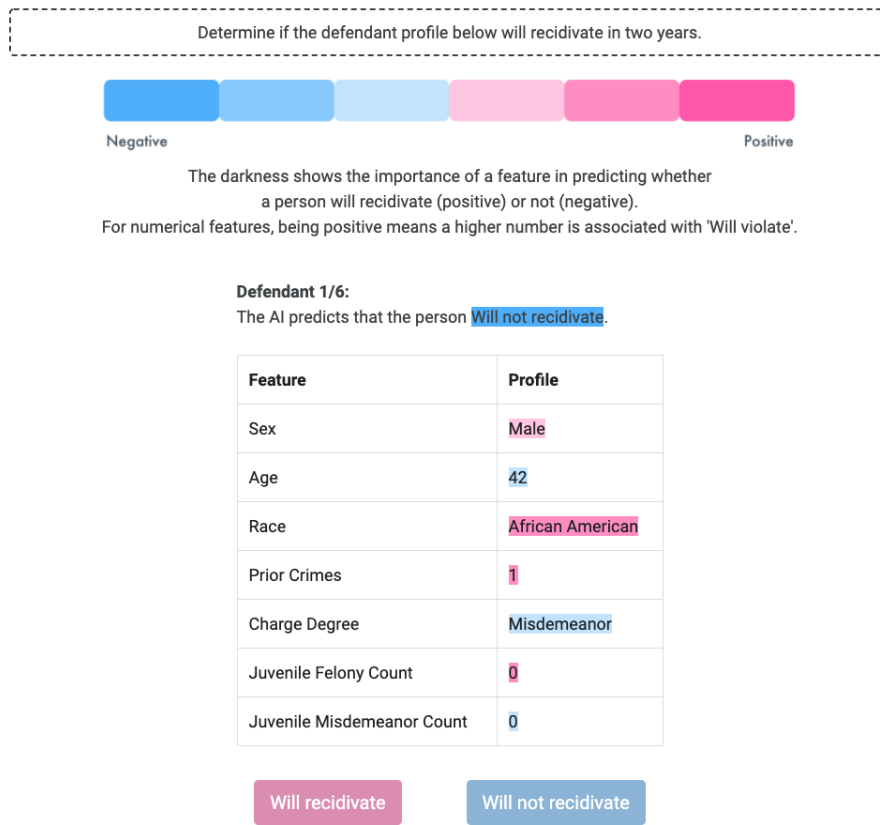 Determine if the defendant profile below will recidivate in two years.
Negative
Positive
The darkness shows the importance of a feature in predicting whether
a person will recidivate (positive) or not (negative).
For numerical features, being positive means a higher number is associated with 'Will violate'.
Defendant 1/6:
The AI predicts that the person Will not recidivate.
Feature Profile
Sex Male
Age 42
Race African American
Prior Crimes 1
Charge Degree Misdemeanor
Juvenile Felony Count 0
Juvenile Misdemeanor Count 0
Will recidivate Will not recidivate